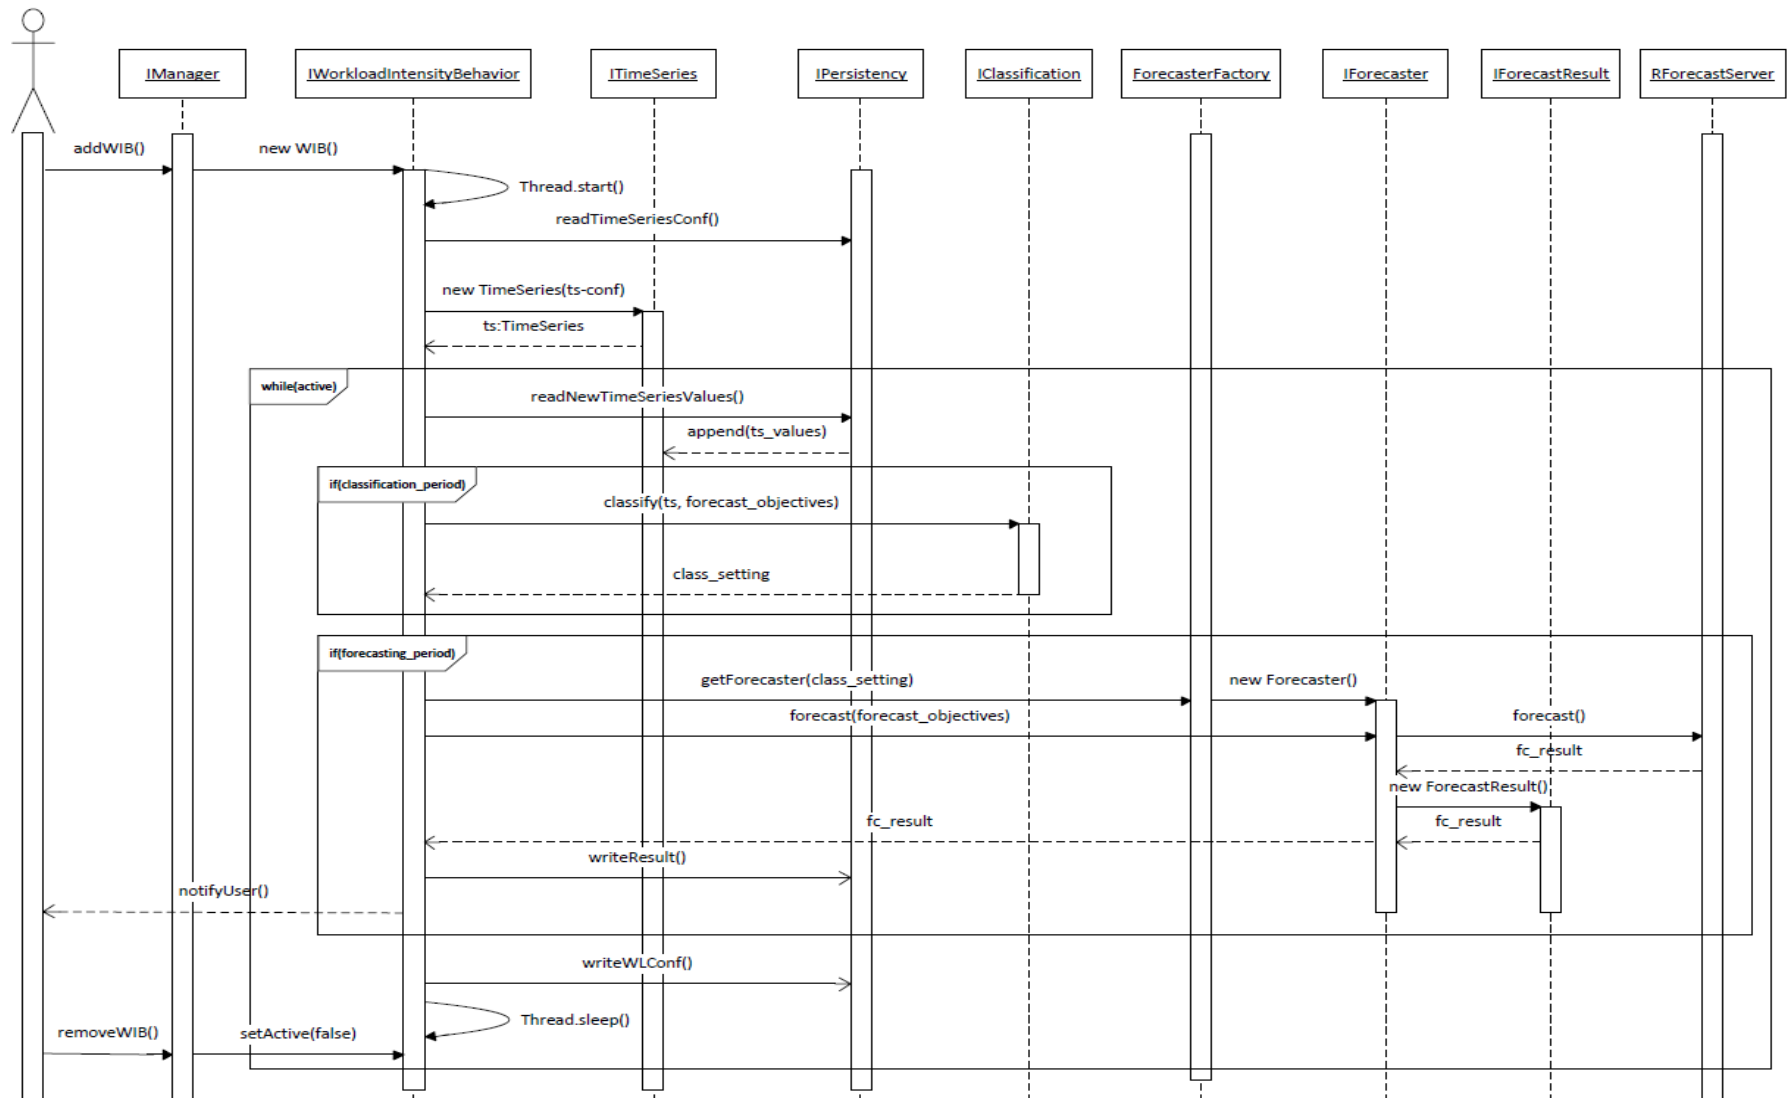 IManager
IWorkloadIntensityBehavior
ITimeSeries
IPersistency
IClassification
ForecasterFactory
IForecaster
IForecastResult
RForecastServer
addWIB()
new WIB()
Thread.start()
readTimeSeriesConf()
new TimeSeries(ts-conf)
ts:TimeSeries
while(active)
readNewTimeSeriesValues()
append(ts_values)
if(classification_period)
classify(ts, forecast_objectives)
class_setting
if(forecasting_period)
getForecaster(class_setting)
new Forecaster()
forecast(forecast_objectives)
forecast()
fc_result
new ForecastResult()
fc_result
fc_result
writeResult()
notifyUser()
writeWLConf()
Thread.sleep()
removeWIB()
setActive(false)